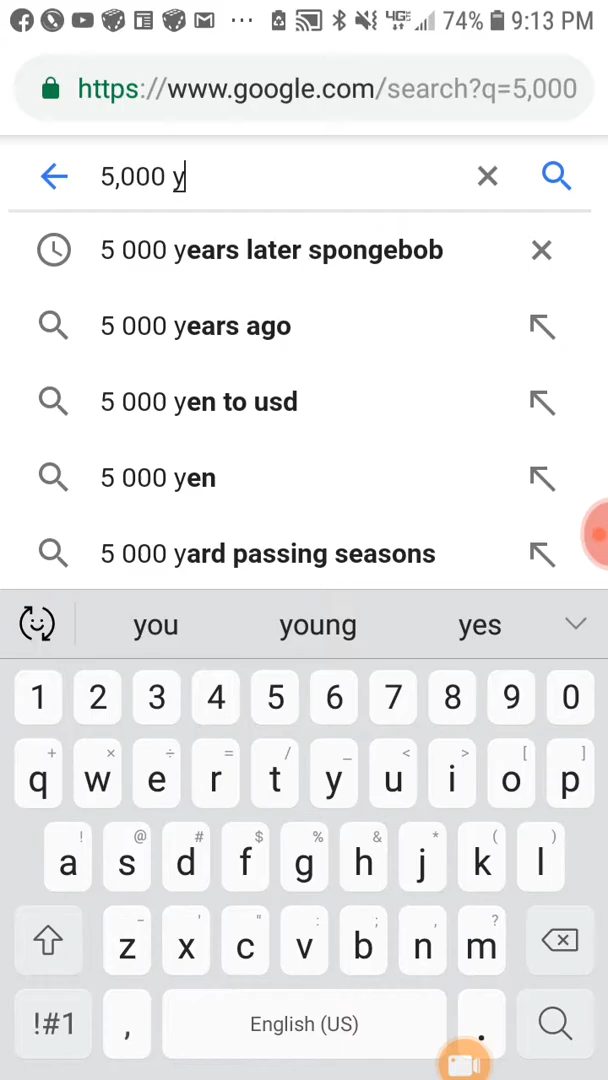 74% 9:13 PM
https://www.google.com/search?q=5,000
5,000 y
5 000 years later spongebob
5 000 years ago
5 000 yen to usd
5 000 yen
5 000 yard passing seasons
you young yes
1 2 3 4 5 6 7 8 9 0
+ × ÷ = / _ < > [ ]
q w e r t y u i o p
! @ # $ % & * ( )
a s d f g h j k l
- ' " : ; , ?
z x c v b n m
!#1 , English (US) .